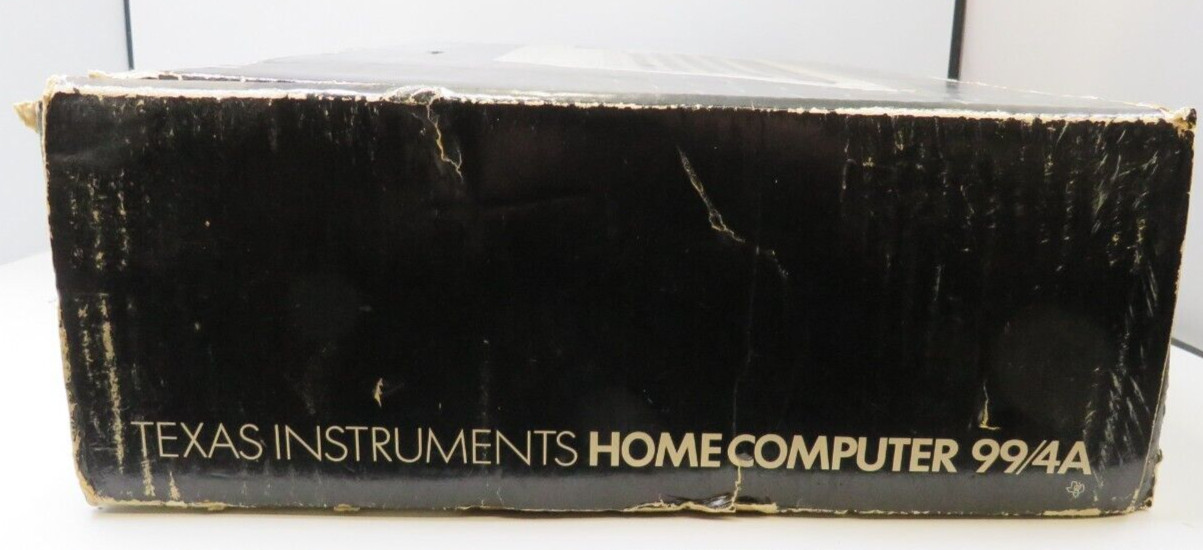 TEXAS INSTRUMENTS HOME COMPUTER 99/4A